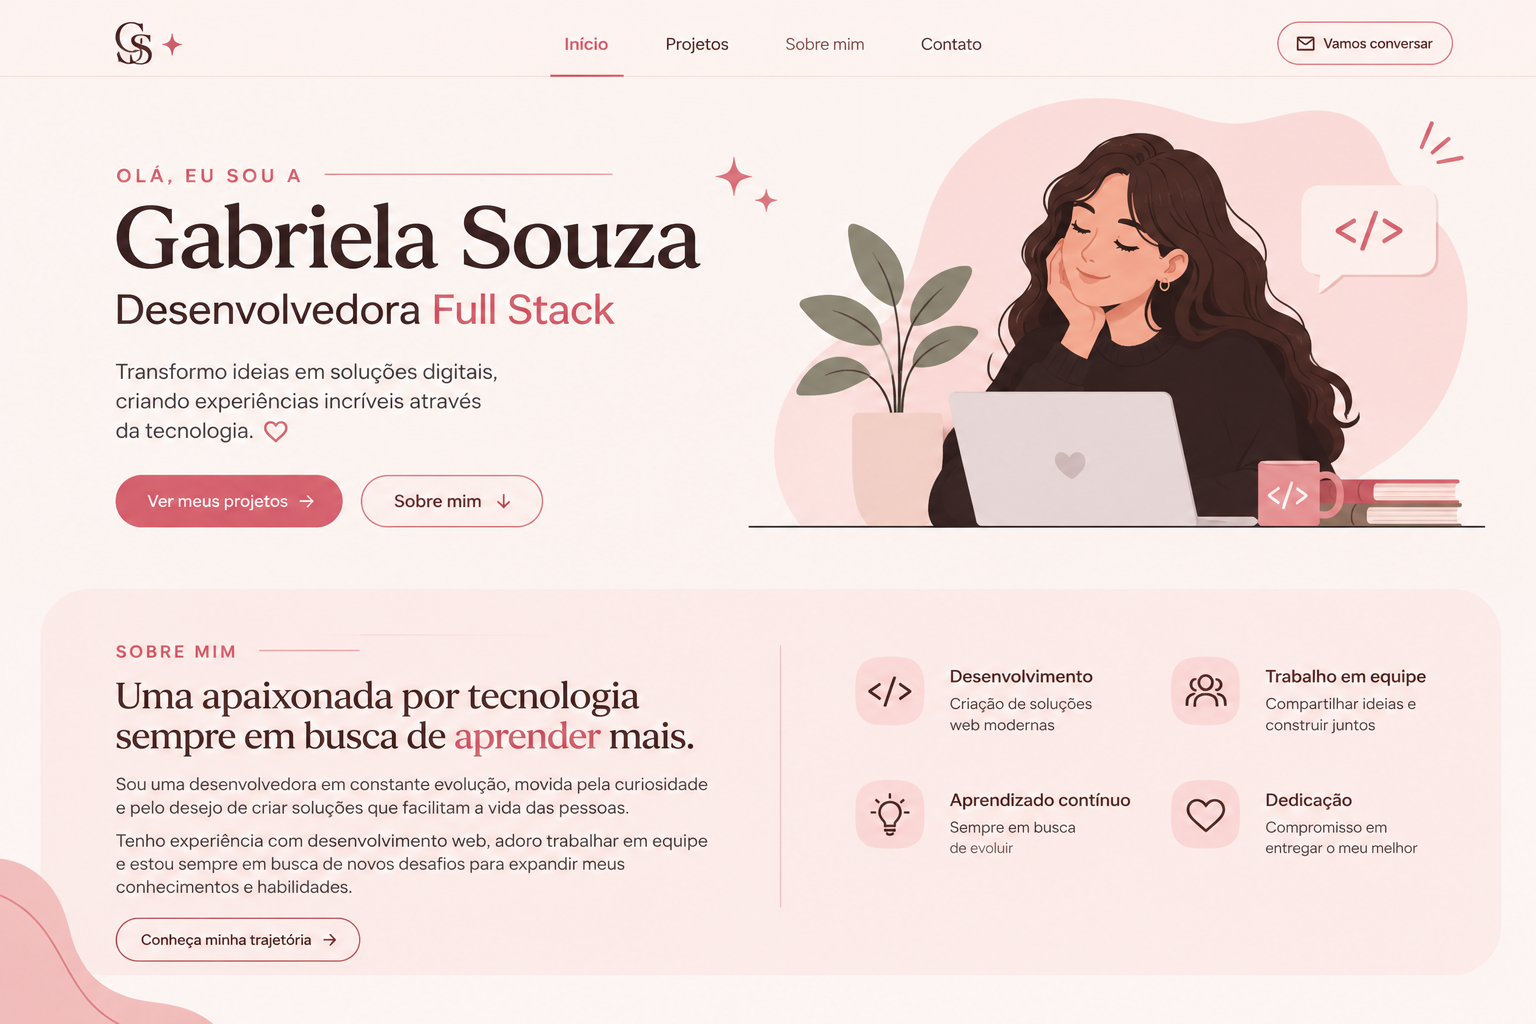 GS
Início
Projetos
Sobre mim
Contato
Vamos conversar
OLÁ, EU SOU A
Gabriela Souza
Desenvolvedora Full Stack
Transformo ideias em soluções digitais,
criando experiências incríveis através
da tecnologia.
Ver meus projetos →
Sobre mim ↓
</>
</>
SOBRE MIM
Uma apaixonada por tecnologia
sempre em busca de aprender mais.
Sou uma desenvolvedora em constante evolução, movida pela curiosidade
e pelo desejo de criar soluções que facilitam a vida das pessoas.
Tenho experiência com desenvolvimento web, adoro trabalhar em equipe
e estou sempre em busca de novos desafios para expandir meus
conhecimentos e habilidades.
Conheça minha trajetória →
</>
Desenvolvimento
Criação de soluções
web modernas
Trabalho em equipe
Compartilhar ideias e
construir juntos
Aprendizado contínuo
Sempre em busca
de evoluir
Dedicação
Compromisso em
entregar o meu melhor